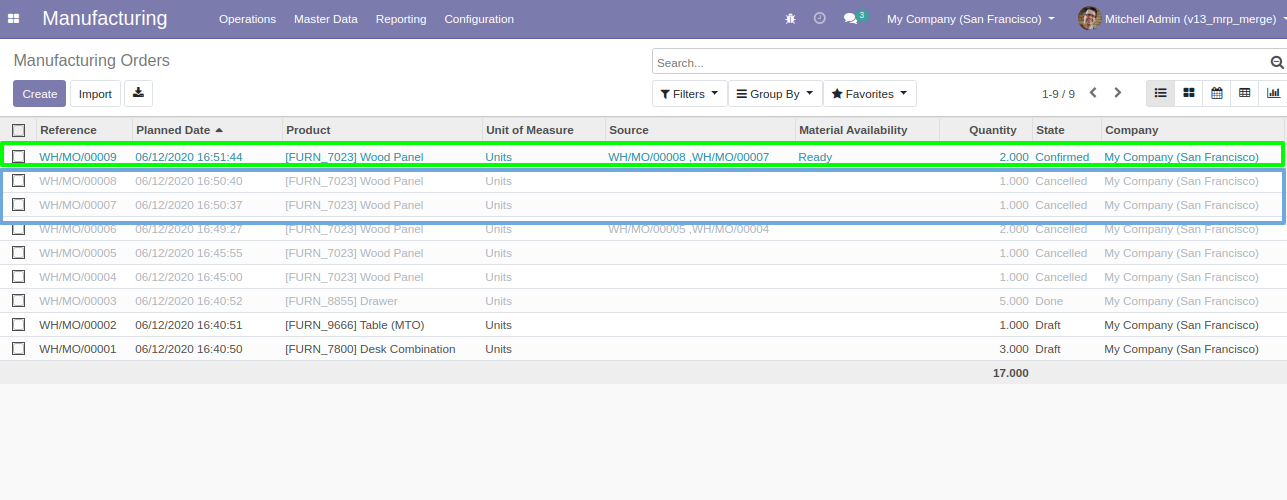 Manufacturing Operations Master Data Reporting Configuration 3 My Company (San Francisco) Mitchell Admin (v13_mrp_merge)
Manufacturing Orders
Search...
Create Import Filters Group By Favorites 1-9 / 9
Reference Planned Date Product Unit of Measure Source Material Availability Quantity State Company
WH/MO/00009 06/12/2020 16:51:44 [FURN_7023] Wood Panel Units WH/MO/00008 ,WH/MO/00007 Ready 2.000 Confirmed My Company (San Francisco)
WH/MO/00008 06/12/2020 16:50:40 [FURN_7023] Wood Panel Units 1.000 Cancelled My Company (San Francisco)
WH/MO/00007 06/12/2020 16:50:37 [FURN_7023] Wood Panel Units 1.000 Cancelled My Company (San Francisco)
WH/MO/00006 06/12/2020 16:49:27 [FURN_7023] Wood Panel Units WH/MO/00005 ,WH/MO/00004 2.000 Cancelled My Company (San Francisco)
WH/MO/00005 06/12/2020 16:45:55 [FURN_7023] Wood Panel Units 1.000 Cancelled My Company (San Francisco)
WH/MO/00004 06/12/2020 16:45:00 [FURN_7023] Wood Panel Units 1.000 Cancelled My Company (San Francisco)
WH/MO/00003 06/12/2020 16:40:52 [FURN_8855] Drawer Units 5.000 Done My Company (San Francisco)
WH/MO/00002 06/12/2020 16:40:51 [FURN_9666] Table (MTO) Units 1.000 Draft My Company (San Francisco)
WH/MO/00001 06/12/2020 16:40:50 [FURN_7800] Desk Combination Units 3.000 Draft My Company (San Francisco)
17.000